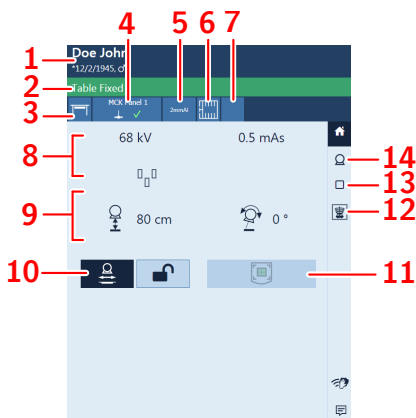 4
5
6
7
1
Doe John
*12/2/1945, ♂
2
Table Fixed
3
MCK Panel 1
2mmAl
8
68 kV
0.5 mAs
14
13
9
80 cm
0 °
12
10
11